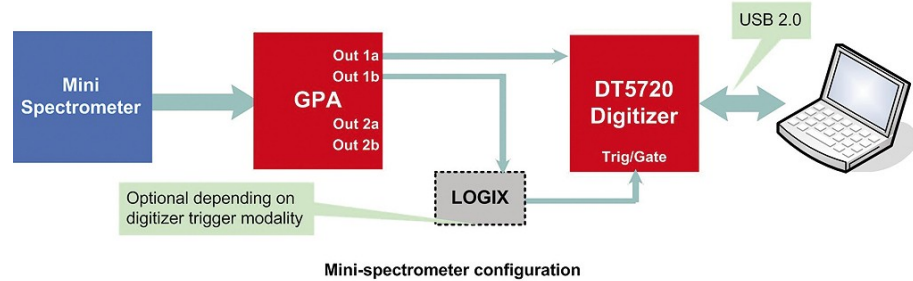 USB 2.0
Mini
Spectrometer
GPA
Out 1a
Out 1b
Out 2a
Out 2b
DT5720
Digitizer
Trig/Gate
LOGIX
Optional depending on
digitizer trigger modality
Mini-spectrometer configuration